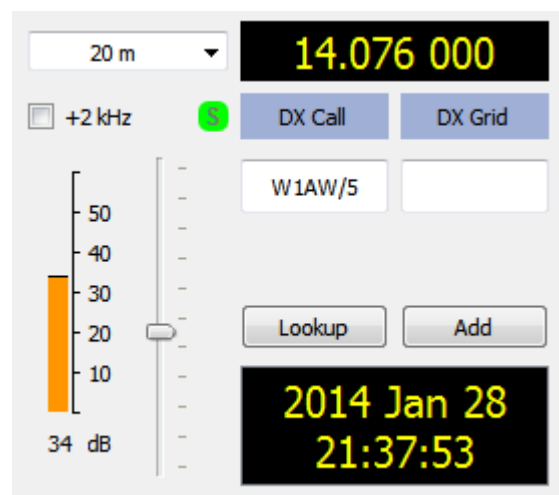 20 m
14.076 000
+2 kHz
S
DX Call
DX Grid
W1AW/5
50
40
30
20
10
34 dB
Lookup
Add
2014 Jan 28
21:37:53